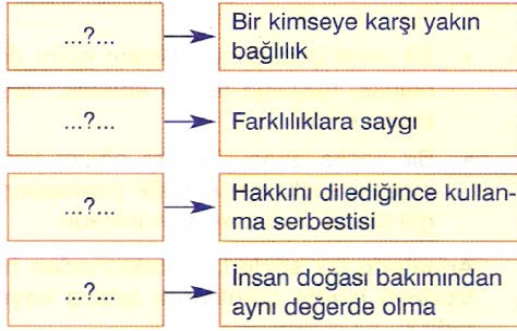 ...?...
Bir kimseye karşı yakın
bağlılık
...?...
Farklılıklara saygı
...?...
Hakkını dilediğince kullan-
ma serbestisi
...?...
İnsan doğası bakımından
aynı değerde olma